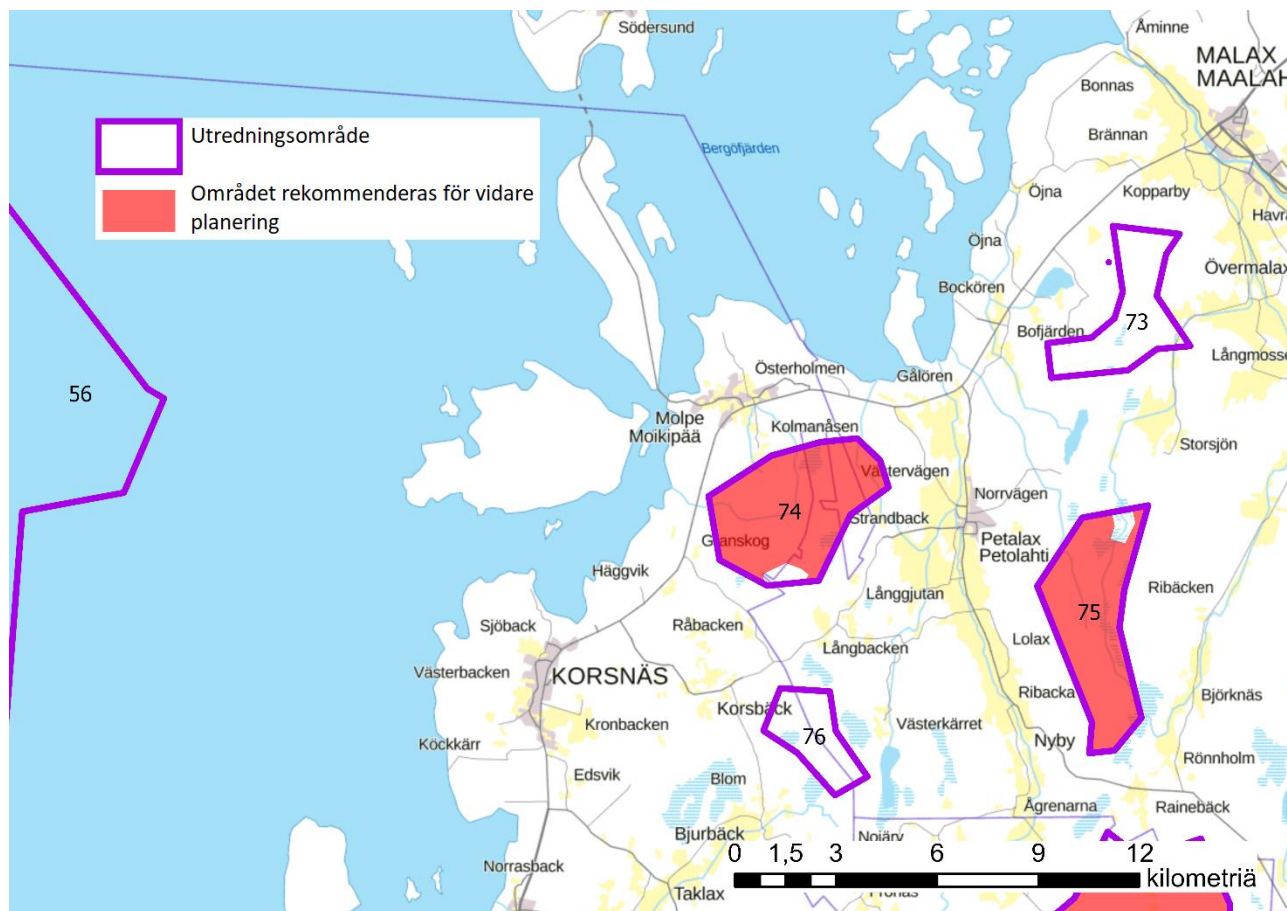 Södersund
Åminne
MALAX
MAALAH
Bonnas
Utredningsområde
Brännan
Bergöfjärden
Området rekommenderas för vidare
planering
Öjna
Kopparby
Havra
Öjna
Övermalax
Bockören
Bofjärden
73
Långmosse
Österholmen
Gålören
56
Molpe
Moikipää
Kolmanåsen
Storsjön
Västervägen
Norrvägen
74
Strandback
Petalax
Petolahti
Granskog
Häggvik
Långgjutan
Ribäcken
75
Sjöback
Råbacken
Lolax
Långbacken
Västerbacken
KORSNÄS
Ribacka
Björknäs
Korsbäck
Kronbacken
Västerkärret
76
Nyby
Köckkärr
Rönnholm
Edsvik
Blom
Ågrenarna
Rainebäck
Bjurbäck
Nojärv
0 1,5 3 6 9 12
kilometriä
Norrasback
Taklax